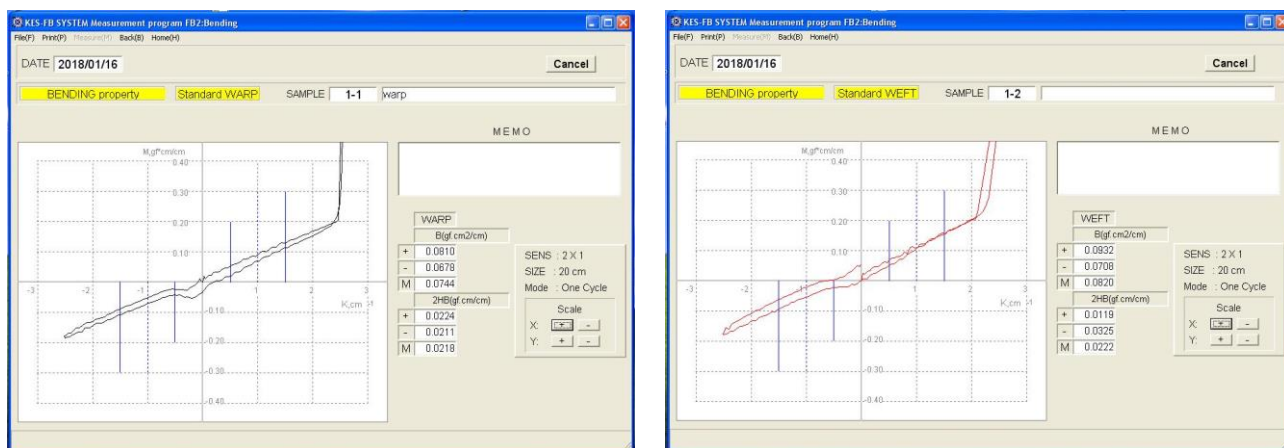 KES-FB SYSTEM Measurement program FB2:Bending
File(F) Print(P) Measure(M) Back(B) Home(H)
DATE 2018/01/16 Cancel
BENDING property Standard WARP SAMPLE 1-1 warp
MEMO
M,gf*cm/cm
0.40
0.30
0.20
0.10
-3 -2 -1 0 1 2 3
K,cm -1
-0.10
-0.20
-0.30
-0.40
WARP
B(gf.cm2/cm)
+ 0.0810
- 0.0678
M 0.0744
2HB(gf.cm/cm)
+ 0.0224
- 0.0211
M 0.0218
SENS : 2 X 1
SIZE : 20 cm
Mode : One Cycle
Scale
X: + -
Y: + -
KES-FB SYSTEM Measurement program FB2:Bending
File(F) Print(P) Measure(M) Back(B) Home(H)
DATE 2018/01/16 Cancel
BENDING property Standard WEFT SAMPLE 1-2
MEMO
M,gf*cm/cm
0.40
0.30
0.20
0.10
-3 -2 -1 0 1 2 3
K,cm -1
-0.10
-0.20
-0.30
-0.40
WEFT
B(gf.cm2/cm)
+ 0.0932
- 0.0708
M 0.0820
2HB(gf.cm/cm)
+ 0.0119
- 0.0325
M 0.0222
SENS : 2 X 1
SIZE : 20 cm
Mode : One Cycle
Scale
X: + -
Y: + -